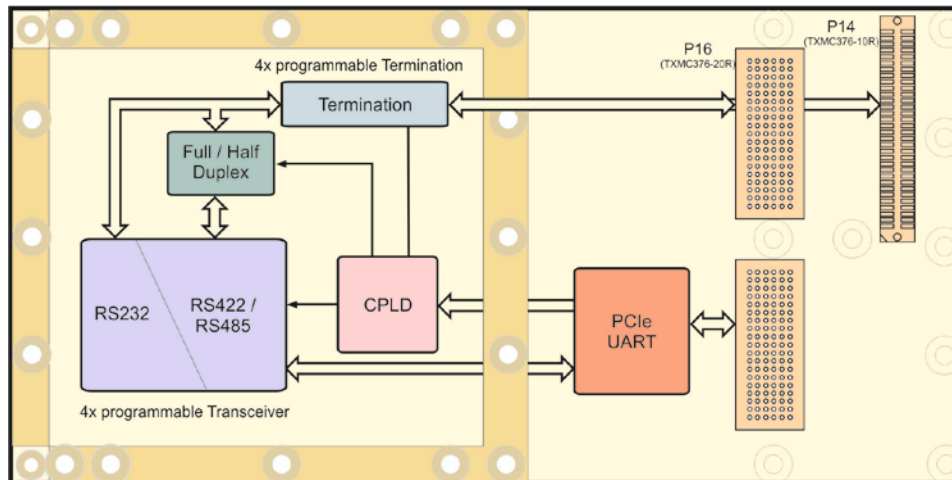 P14
(TXMC376-10R)
P16
(TXMC376-20R)
4x programmable Termination
Termination
Full / Half
Duplex
RS232
RS422 /
RS485
CPLD
PCIe
UART
4x programmable Transceiver